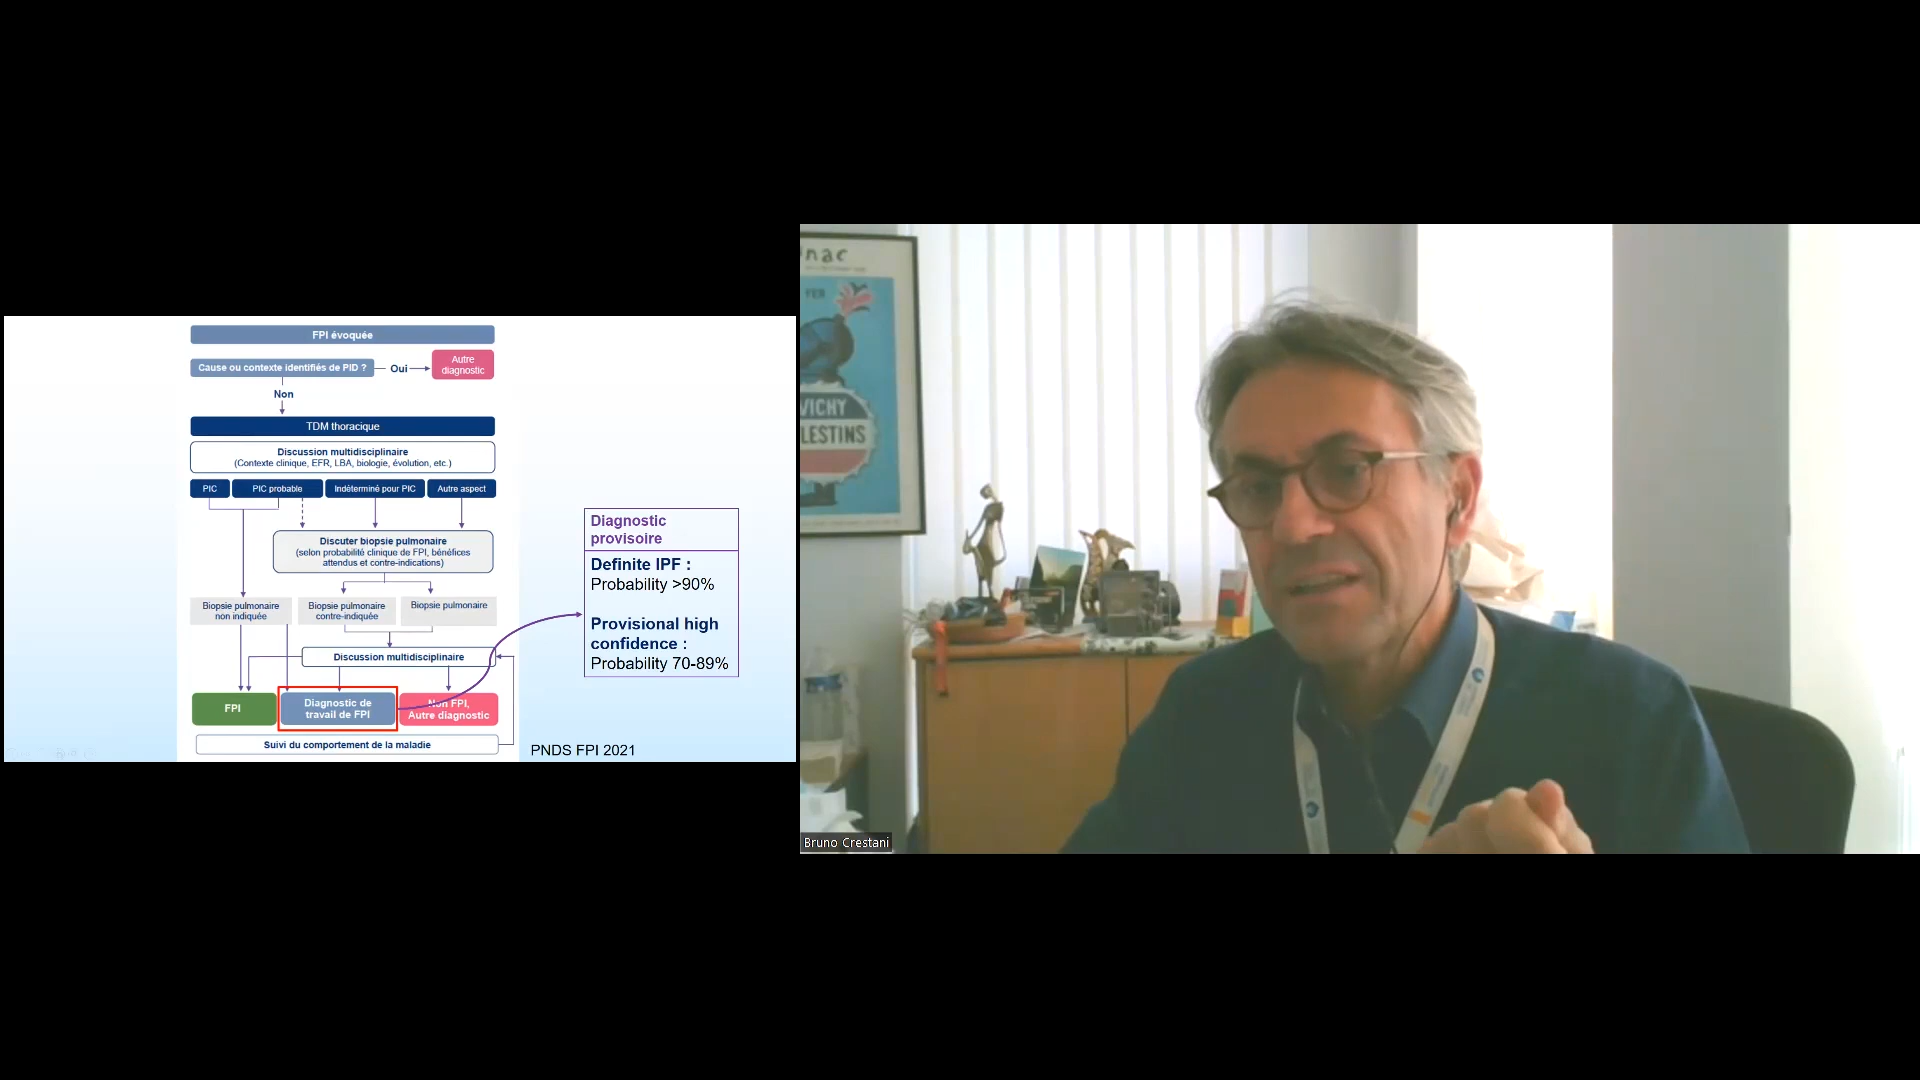 FPI évoquée
Cause ou contexte identifiés de PID ?
Oui
Autre
diagnostic
Non
TDM thoracique
Discussion multidisciplinaire
(Contexte clinique, EFR, LBA, biologie, évolution, etc.)
PIC
PIC probable
Indéterminé pour PIC
Autre aspect
Discuter biopsie pulmonaire
(selon probabilité clinique de FPI, bénéfices
attendus et contre-indications)
Biopsie pulmonaire
non indiquée
Biopsie pulmonaire
contre-indiquée
Biopsie pulmonaire
Discussion multidisciplinaire
FPI
Diagnostic de
travail de FPI
Non FPI,
Autre diagnostic
Suivi du comportement de la maladie
PNDS FPI 2021
Diagnostic
provisoire
Definite IPF :
Probability >90%
Provisional high
confidence :
Probability 70-89%
nac
VICHY
LESTINS
Bruno Crestani